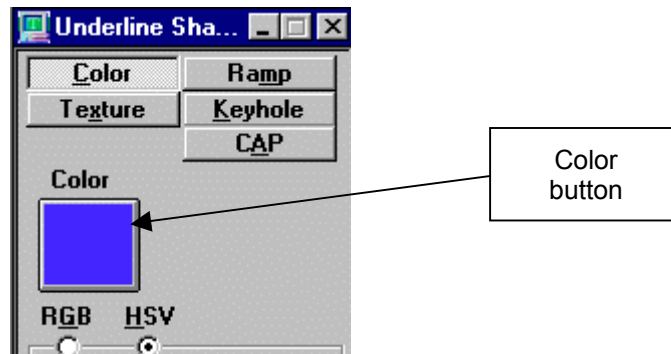 Underline Sha...
Color Ramp
Texture Keyhole
CAP
Color
RGB HSV
Color
button